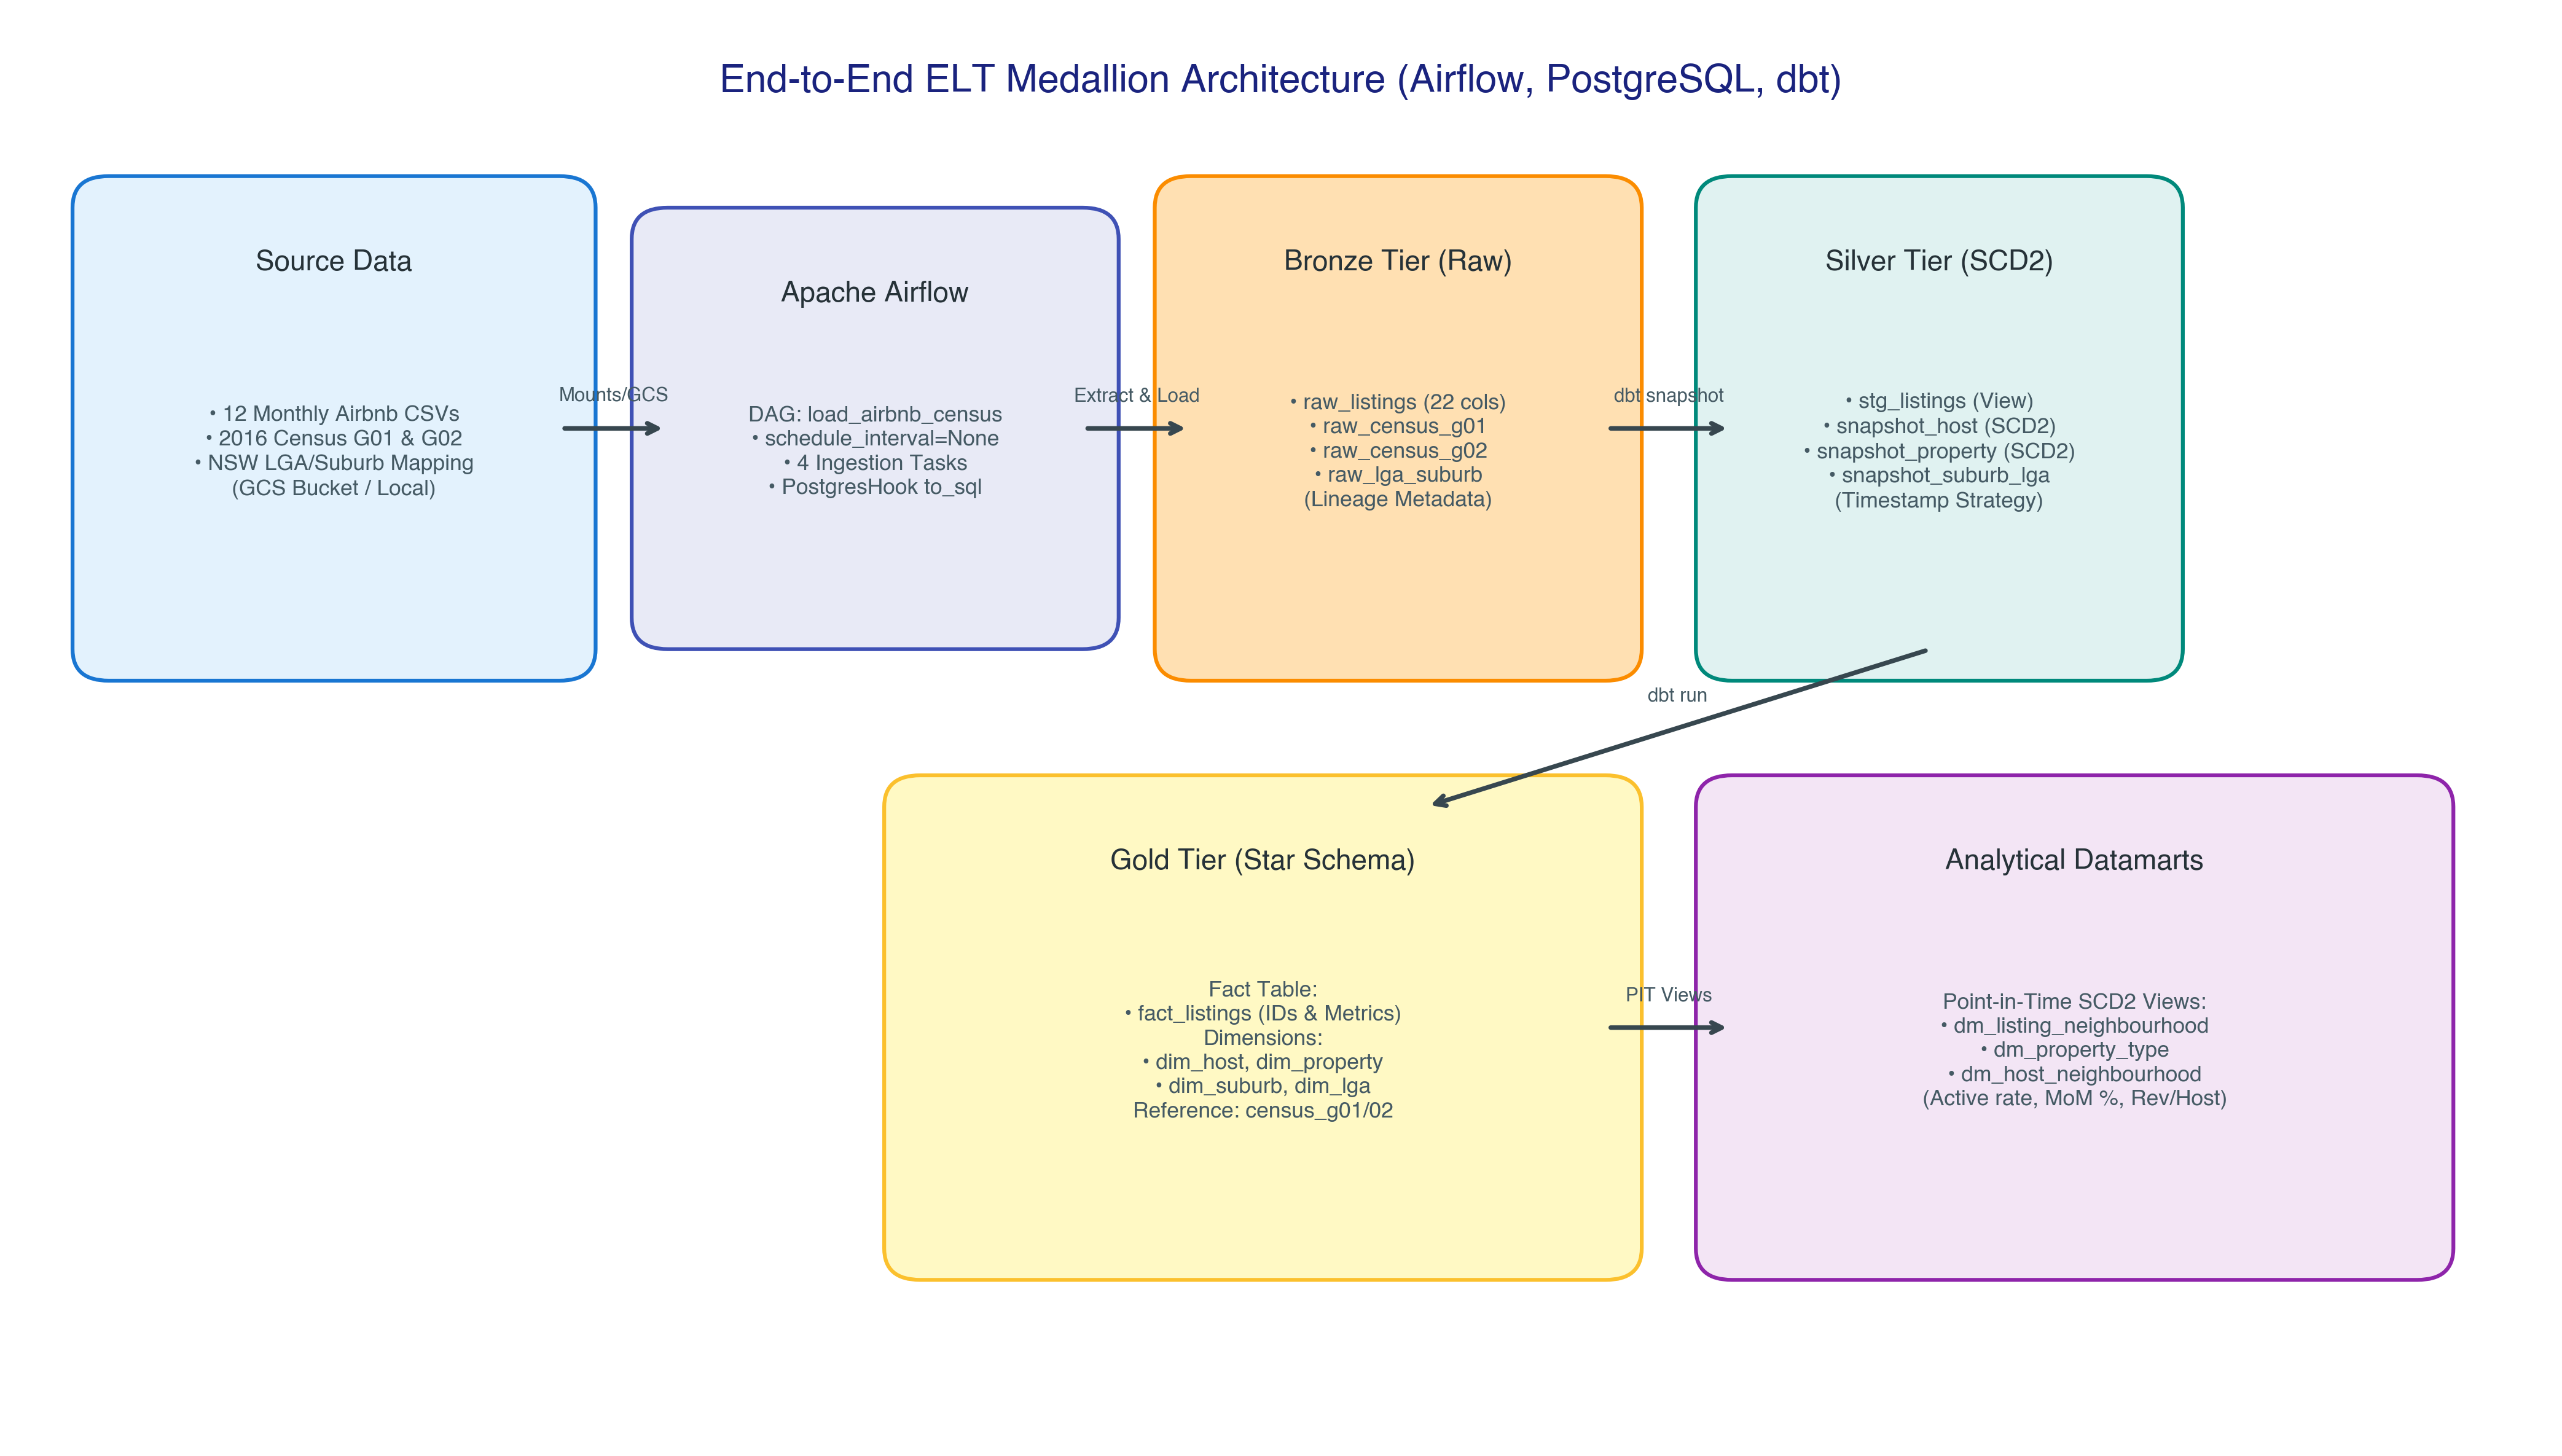 End-to-End ELT Medallion Architecture (Airflow, PostgreSQL, dbt)
Source Data
• 12 Monthly Airbnb CSVs
• 2016 Census G01 & G02
• NSW LGA/Suburb Mapping
(GCS Bucket / Local)
Mounts/GCS
Apache Airflow
DAG: load_airbnb_census
• schedule_interval=None
• 4 Ingestion Tasks
• PostgresHook to_sql
Extract & Load
Bronze Tier (Raw)
• raw_listings (22 cols)
• raw_census_g01
• raw_census_g02
• raw_lga_suburb
(Lineage Metadata)
dbt snapshot
Silver Tier (SCD2)
• stg_listings (View)
• snapshot_host (SCD2)
• snapshot_property (SCD2)
• snapshot_suburb_lga
(Timestamp Strategy)
dbt run
Gold Tier (Star Schema)
Fact Table:
• fact_listings (IDs & Metrics)
Dimensions:
• dim_host, dim_property
• dim_suburb, dim_lga
Reference: census_g01/02
PIT Views
Analytical Datamarts
Point-in-Time SCD2 Views:
• dm_listing_neighbourhood
• dm_property_type
• dm_host_neighbourhood
(Active rate, MoM %, Rev/Host)